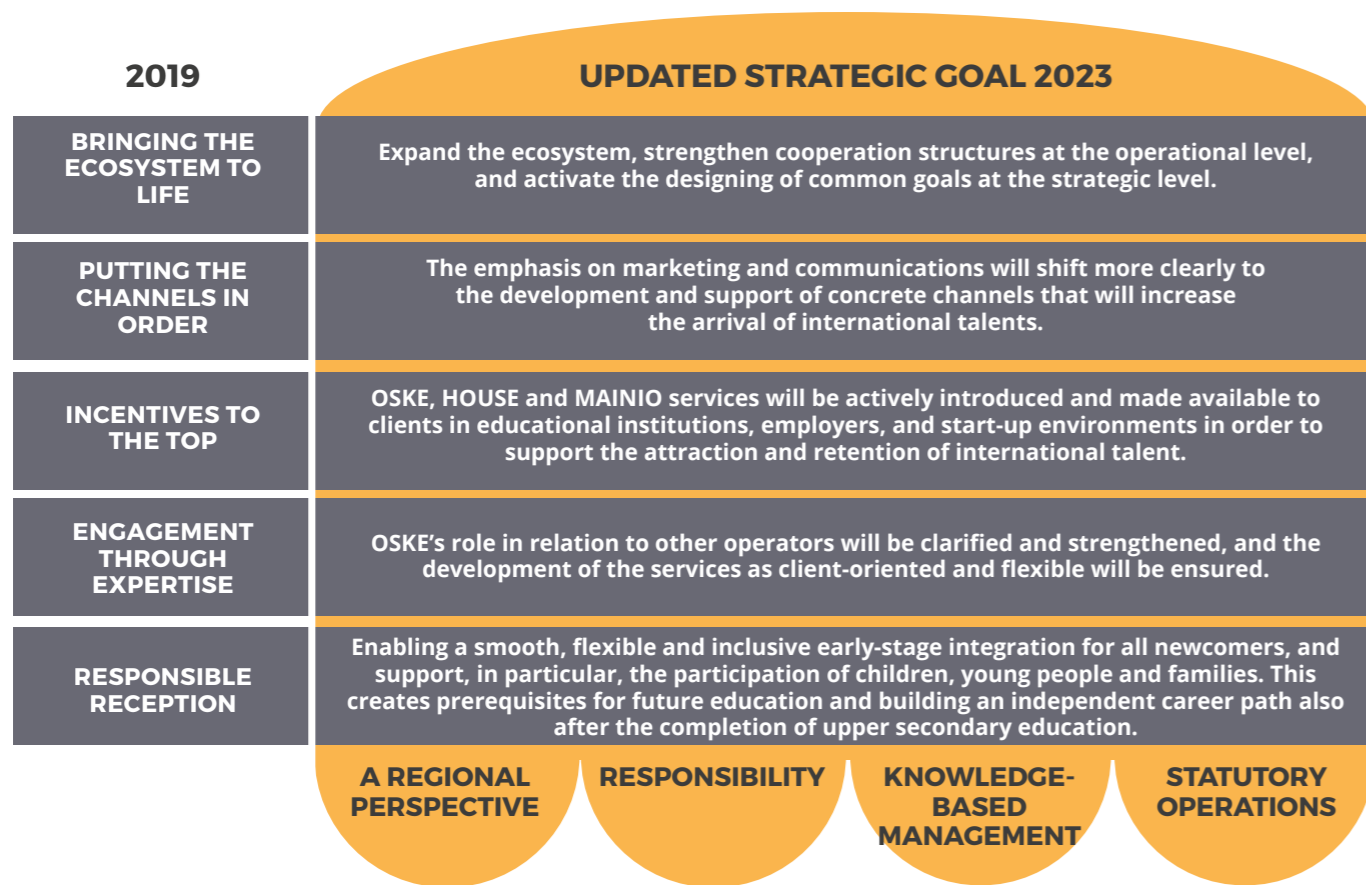 2019
UPDATED STRATEGIC GOAL 2023
BRINGING THE
ECOSYSTEM TO
LIFE
Expand the ecosystem, strengthen cooperation structures at the operational level,
and activate the designing of common goals at the strategic level.
PUTTING THE
CHANNELS IN
ORDER
The emphasis on marketing and communications will shift more clearly to
the development and support of concrete channels that will increase
the arrival of international talents.
INCENTIVES TO
THE TOP
OSKE, HOUSE and MAINIO services will be actively introduced and made available to
clients in educational institutions, employers, and start-up environments in order to
support the attraction and retention of international talent.
ENGAGEMENT
THROUGH
EXPERTISE
OSKE’s role in relation to other operators will be clarified and strengthened, and the
development of the services as client-oriented and flexible will be ensured.
RESPONSIBLE
RECEPTION
Enabling a smooth, flexible and inclusive early-stage integration for all newcomers, and
support, in particular, the participation of children, young people and families. This
creates prerequisites for future education and building an independent career path also
after the completion of upper secondary education.
A REGIONAL
PERSPECTIVE
RESPONSIBILITY
KNOWLEDGE-
BASED
MANAGEMENT
STATUTORY
OPERATIONS